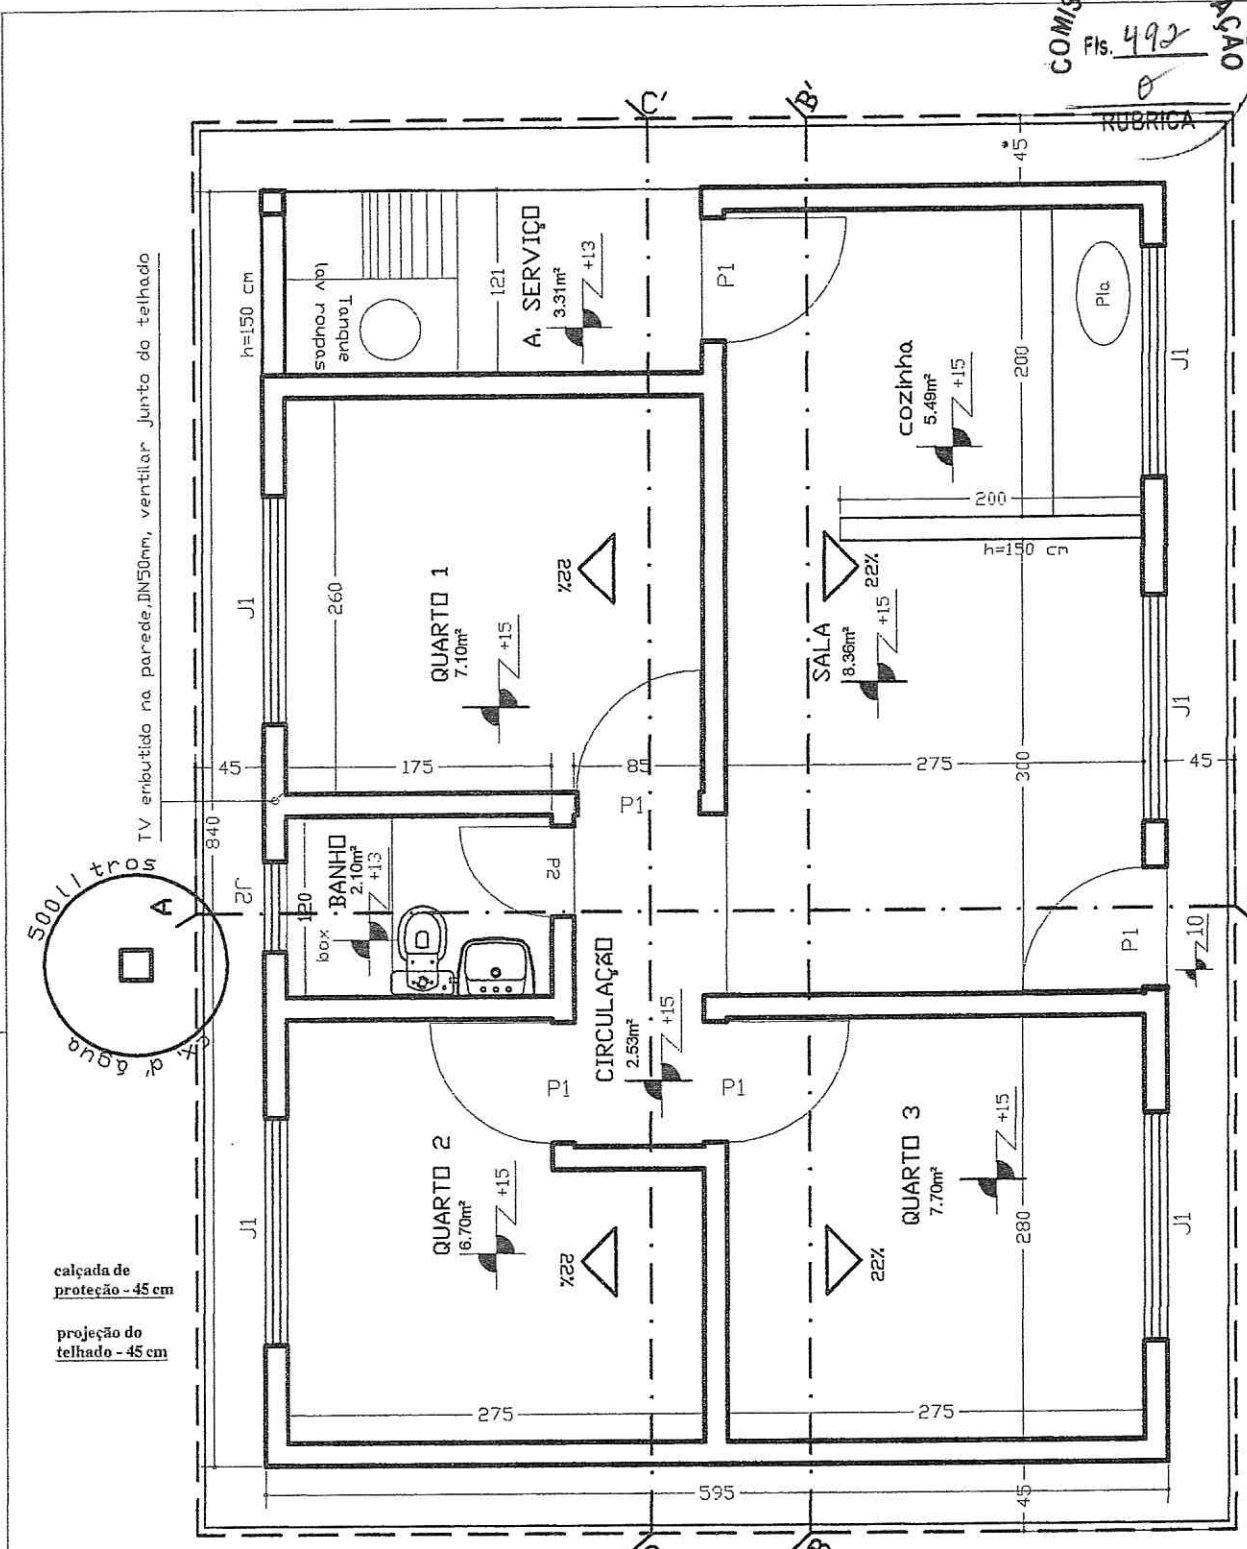 COMIS
AÇÃO
Fls. 492
RUBRICA
C'
B'
45
TV embutido na parede,DN50mm, ventilar junto do telhado
h=150 cm
lav roupas
Tanque
121
A. SERVIÇO
3.31m²
+13
P1
cozinha
5.49m²
+15
200
Pla
J1
200
h=150 cm
J1
260
QUARTO 1
7.10m²
+15
22%
22%
SALA
8.36m²
+15
J1
45
175
85
275
300
45
P1
840
500litros
cx. d'água
A
J2
120
box
BANHO
2.10m²
+13
P2
CIRCULAÇÃO
2.53m²
+15
P1
10
P1
P1
J1
QUARTO 2
6.70m²
+15
22%
22%
QUARTO 3
7.70m²
+15
280
J1
calçada de
proteção - 45 cm
projeção do
telhado - 45 cm
275
275
595
45
B